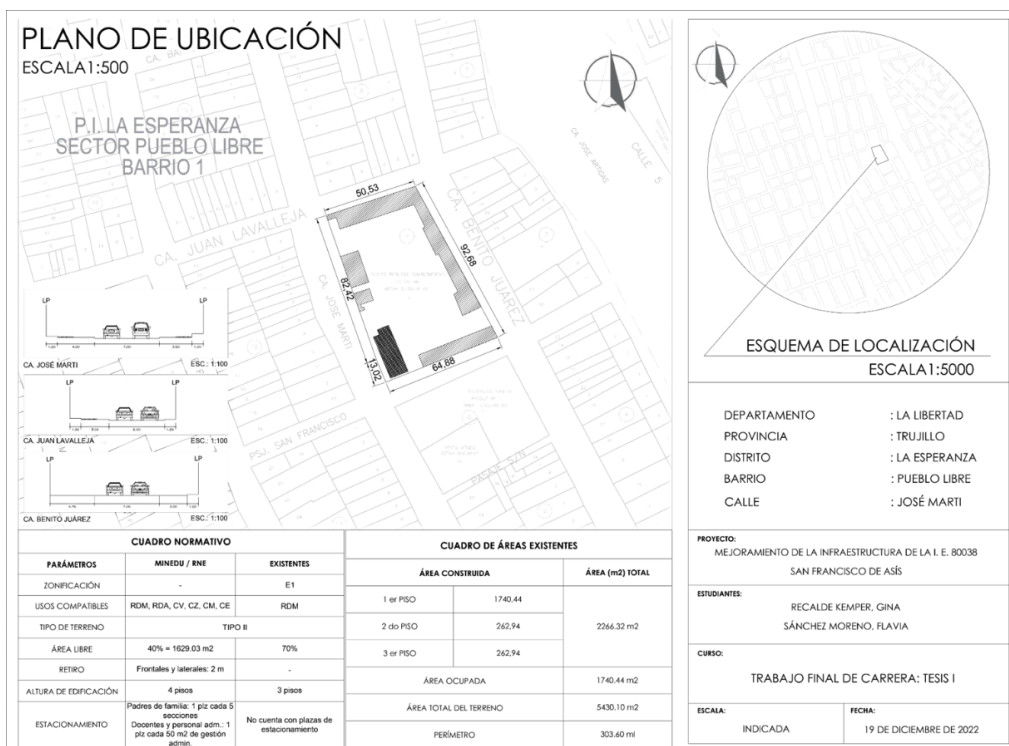 PLANO DE UBICACIÓN
ESCALA1:500
P.I. LA ESPERANZA
SECTOR PUEBLO LIBRE
BARRIO 1
CA. JUAN LAVALLEJA
CA. BENITO JUÁREZ
CA. JOSE MARTI
CA. JOSE ARTIGAS
CALLE 5
PSJ. SAN FRANCISCO
PASAJE S/N
50,53
92,68
82,42
13,02
64,88
LP
LP
CA. JOSÉ MARTI
ESC.: 1:100
LP
LP
CA. JUAN LAVALLEJA
ESC.: 1:100
LP
LP
CA. BENITO JUÁREZ
ESC.: 1:100
ESQUEMA DE LOCALIZACIÓN
ESCALA1:5000
DEPARTAMENTO : LA LIBERTAD
PROVINCIA : TRUJILLO
DISTRITO : LA ESPERANZA
BARRIO : PUEBLO LIBRE
CALLE : JOSÉ MARTI
PROYECTO:
MEJORAMIENTO DE LA INFRAESTRUCTURA DE LA I. E. 80038
SAN FRANCISCO DE ASÍS
ESTUDIANTES:
RECALDE KEMPER, GINA
SÁNCHEZ MORENO, FLAVIA
CURSO:
TRABAJO FINAL DE CARRERA: TESIS I
ESCALA:
INDICADA
FECHA:
19 DE DICIEMBRE DE 2022
CUADRO NORMATIVO
PARÁMETROS MINEDU / RNE EXISTENTES
ZONIFICACIÓN - E1
USOS COMPATIBLES RDM, RDA, CV, CZ, CM, CE RDM
TIPO DE TERRENO TIPO II
ÁREA LIBRE 40% = 1629.03 m2 70%
RETIRO Frontales y laterales: 2 m -
ALTURA DE EDIFICACIÓN 4 pisos 3 pisos
ESTACIONAMIENTO
Padres de familia: 1 plz cada 5
secciones
Docentes y personal adm.: 1
plz cada 50 m2 de gestión
admin.
No cuenta con plazas de
estacionamiento
CUADRO DE ÁREAS EXISTENTES
ÁREA CONSTRUIDA ÁREA (m2) TOTAL
1 er PISO 1740.44
2 do PISO 262,94
3 er PISO 262,94
2266.32 m2
ÁREA OCUPADA 1740.44 m2
ÁREA TOTAL DEL TERRENO 5430.10 m2
PERÍMETRO 303.60 ml